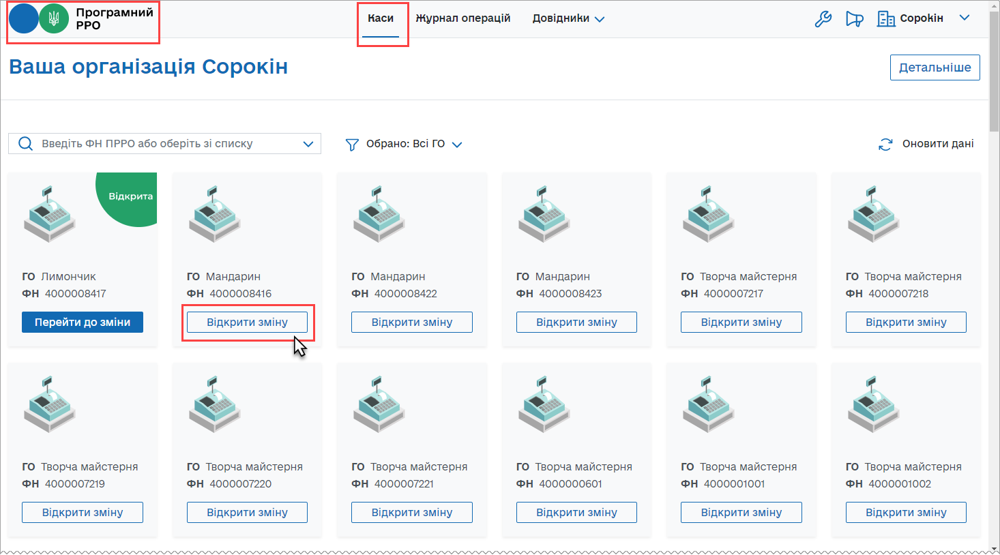 Програмний
РРО
Каси
Журнал операцій
Довідники
Сорокін
Ваша організація Сорокін
Детальніше
Введіть ФН ПРРО або оберіть зі списку
Обрано: Всі ГО
Оновити дані
Відкрита
ГО Лимончик
ФН 4000008417
Перейти до зміни
ГО Мандарин
ФН 4000008416
Відкрити зміну
ГО Мандарин
ФН 4000008422
Відкрити зміну
ГО Мандарин
ФН 4000008423
Відкрити зміну
ГО Творча майстерня
ФН 4000007217
Відкрити зміну
ГО Творча майстерня
ФН 4000007218
Відкрити зміну
ГО Творча майстерня
ФН 4000007219
Відкрити зміну
ГО Творча майстерня
ФН 4000007220
Відкрити зміну
ГО Творча майстерня
ФН 4000007221
Відкрити зміну
ГО Творча майстерня
ФН 4000000601
Відкрити зміну
ГО Творча майстерня
ФН 4000001001
Відкрити зміну
ГО Творча майстерня
ФН 4000001002
Відкрити зміну